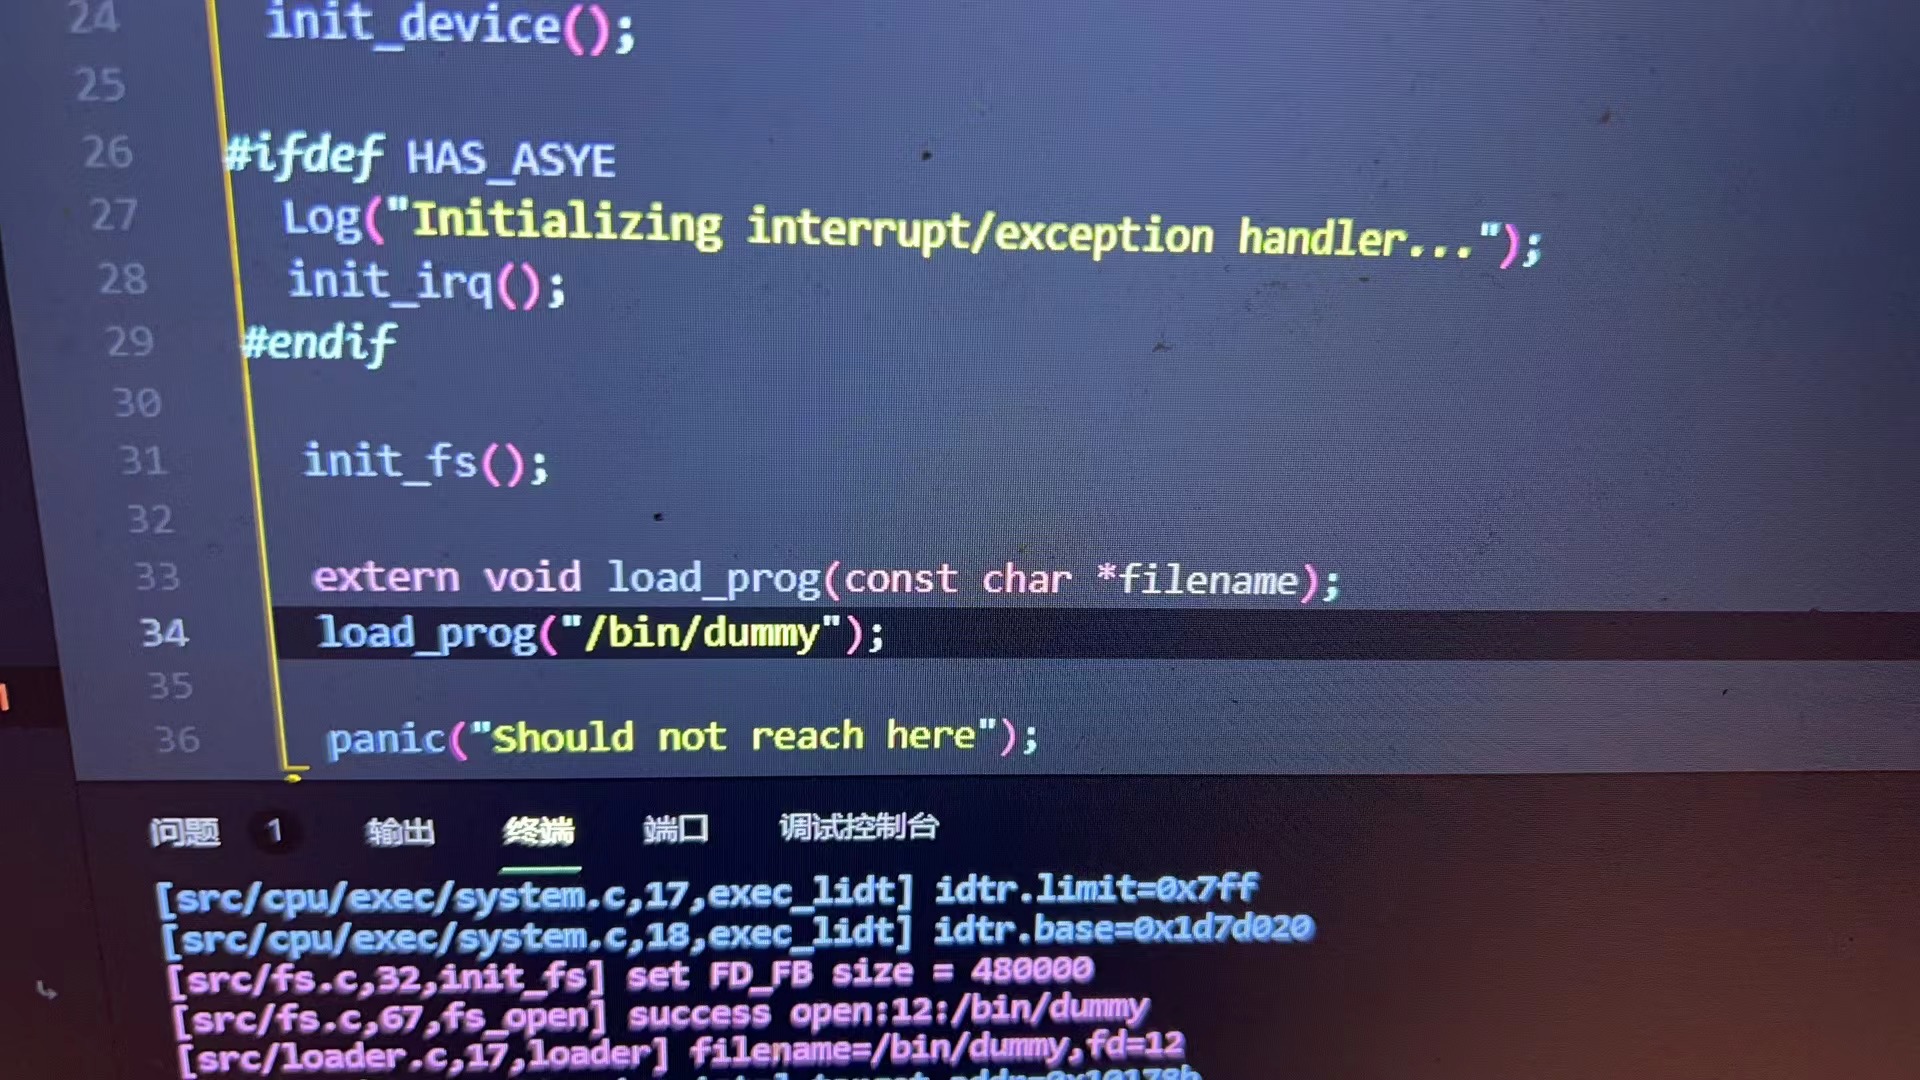 24 init_device();
25
26 #ifdef HAS_ASYE
27 Log("Initializing interrupt/exception handler...");
28 init_irq();
29 #endif
30
31 init_fs();
32
33 extern void load_prog(const char *filename);
34 load_prog("/bin/dummy");
35
36 panic("Should not reach here");
问题 1 输出 终端 端口 调试控制台
[src/cpu/exec/system.c,17,exec_lidt] idtr.limit=0x7ff
[src/cpu/exec/system.c,18,exec_lidt] idtr.base=0x1d7d020
[src/fs.c,32,init_fs] set FD_FB size = 480000
[src/fs.c,67,fs_open] success open:12:/bin/dummy
[src/loader.c,17,loader] filename=/bin/dummy,fd=12